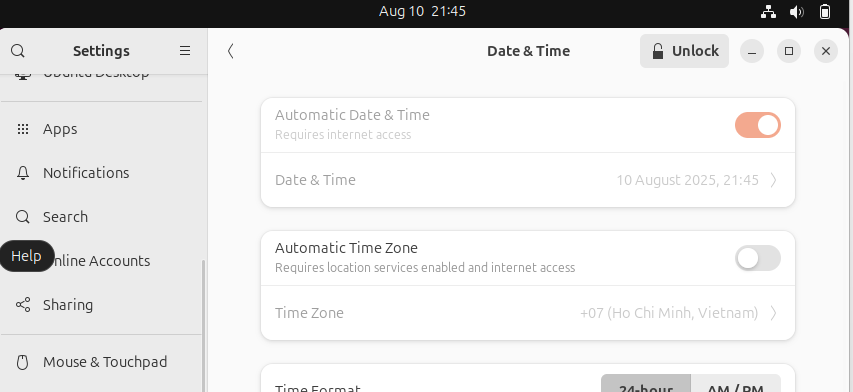 Aug 10 21:45
Settings
Date & Time
Unlock
Ubuntu Desktop
Apps
Notifications
Search
Help
nline Accounts
Sharing
Mouse & Touchpad
Automatic Date & Time
Requires internet access
Date & Time
10 August 2025, 21:45
Automatic Time Zone
Requires location services enabled and internet access
Time Zone
+07 (Ho Chi Minh, Vietnam)
Time Format
24-hour
AM / PM